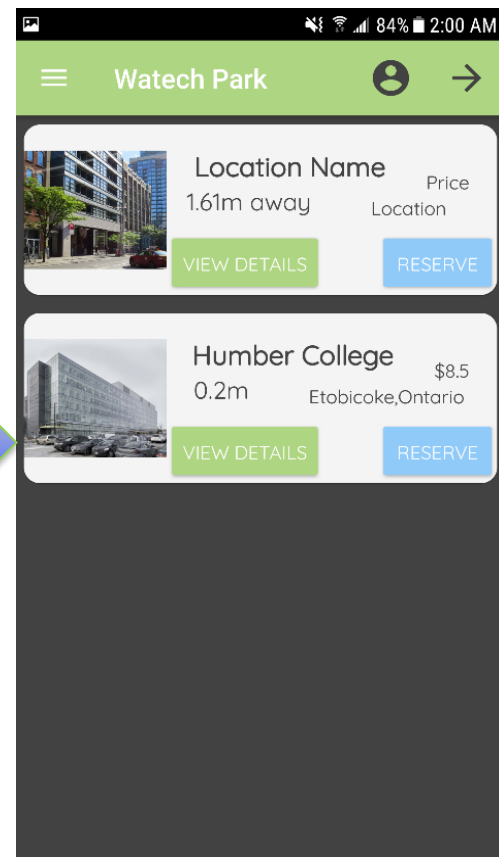 84% 2:00 AM
Watech Park
Location Name
Price
1.61m away
Location
VIEW DETAILS
RESERVE
Humber College
$8.5
0.2m
Etobicoke,Ontario
VIEW DETAILS
RESERVE